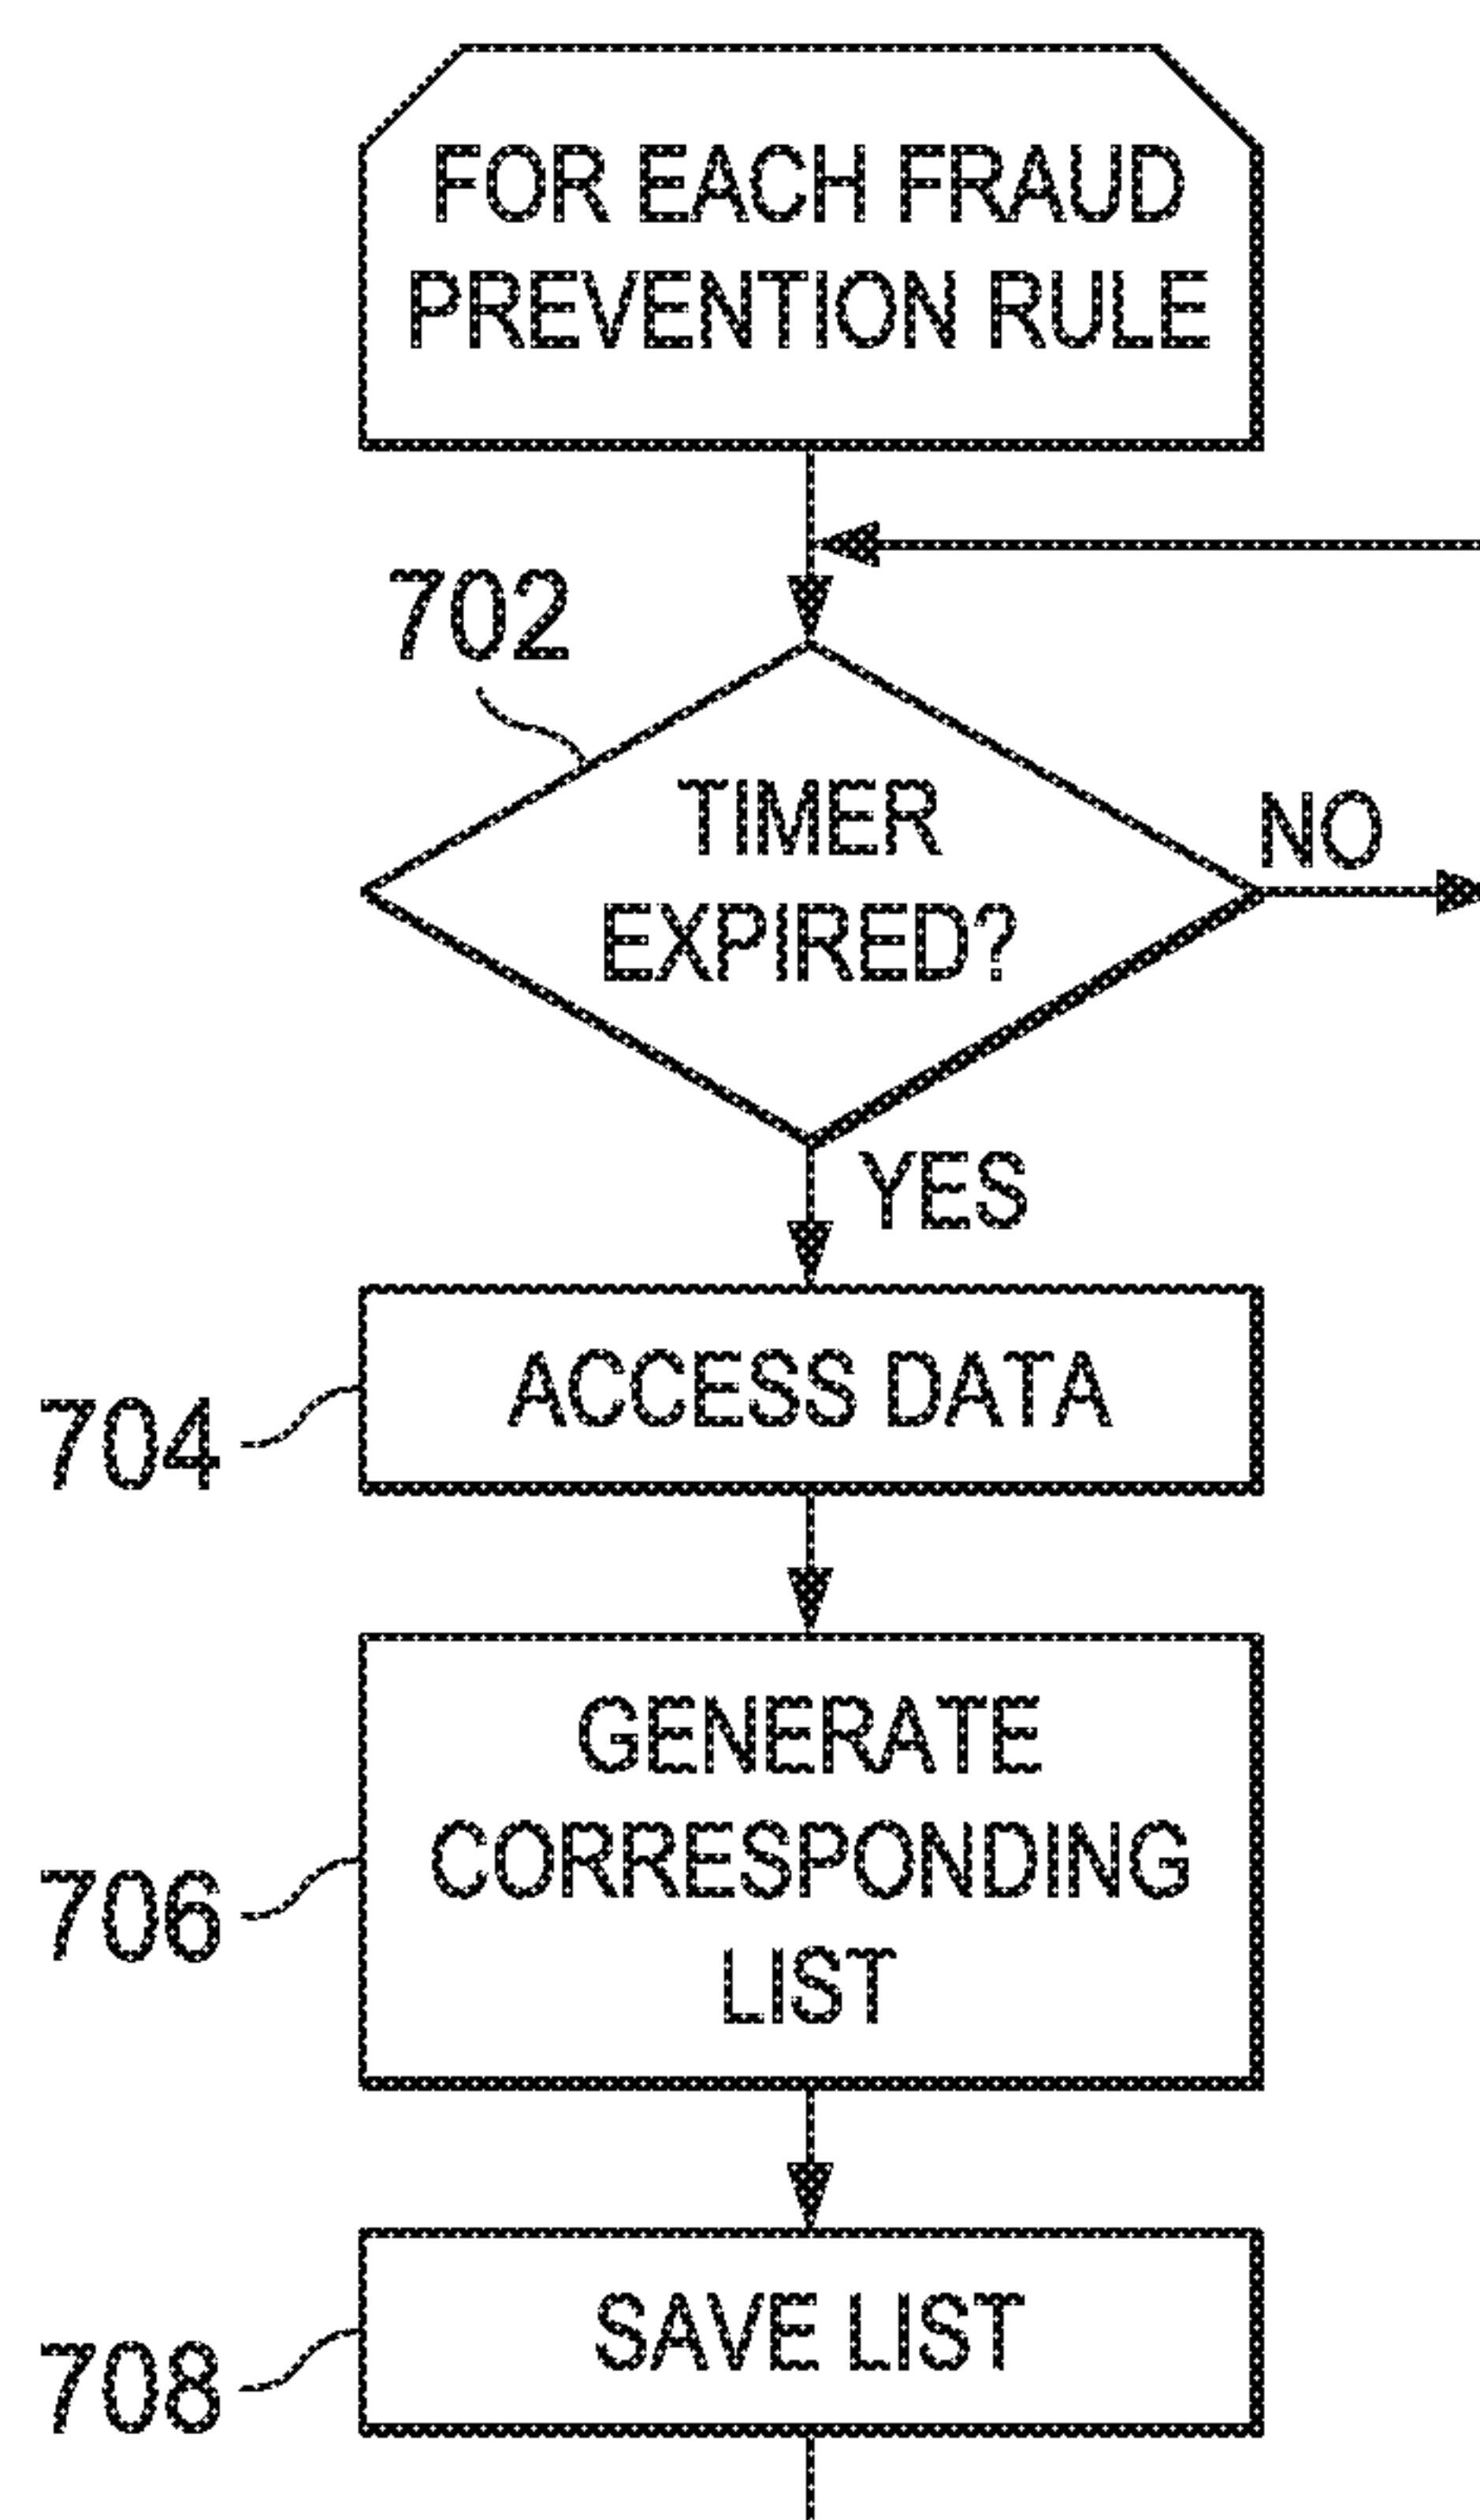 FOR EACH FRAUD
PREVENTION RULE
702
TIMER
EXPIRED?
NO
YES
704
ACCESS DATA
706
GENERATE
CORRESPONDING
LIST
708
SAVE LIST